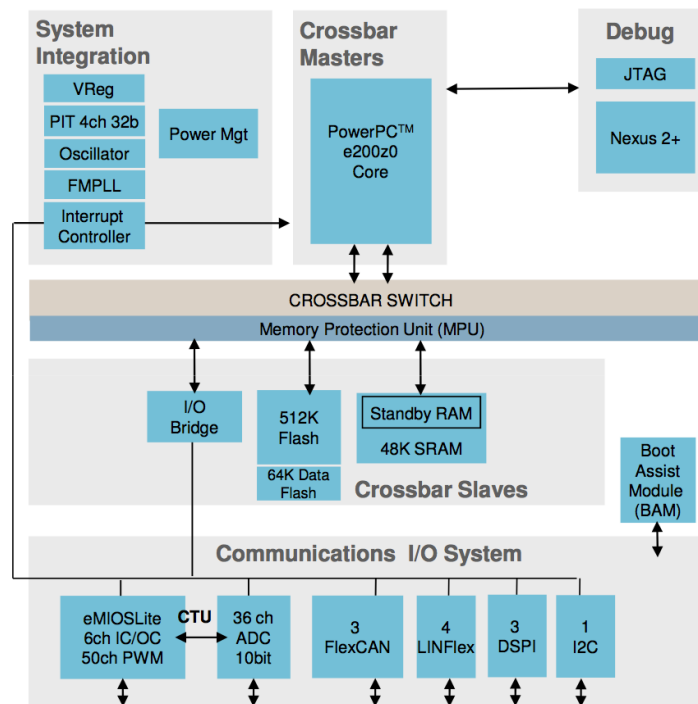 System
Integration
VReg
PIT 4ch 32b
Oscillator
FMPLL
Interrupt
Controller
Power Mgt
Crossbar
Masters
PowerPC™
e200z0
Core
Debug
JTAG
Nexus 2+
CROSSBAR SWITCH
Memory Protection Unit (MPU)
I/O
Bridge
512K
Flash
64K Data
Flash
Standby RAM
48K SRAM
Crossbar Slaves
Boot
Assist
Module
(BAM)
Communications I/O System
eMIOSLite
6ch IC/OC
50ch PWM
CTU
36 ch
ADC
10bit
3
FlexCAN
4
LINFlex
3
DSPI
1
I2C